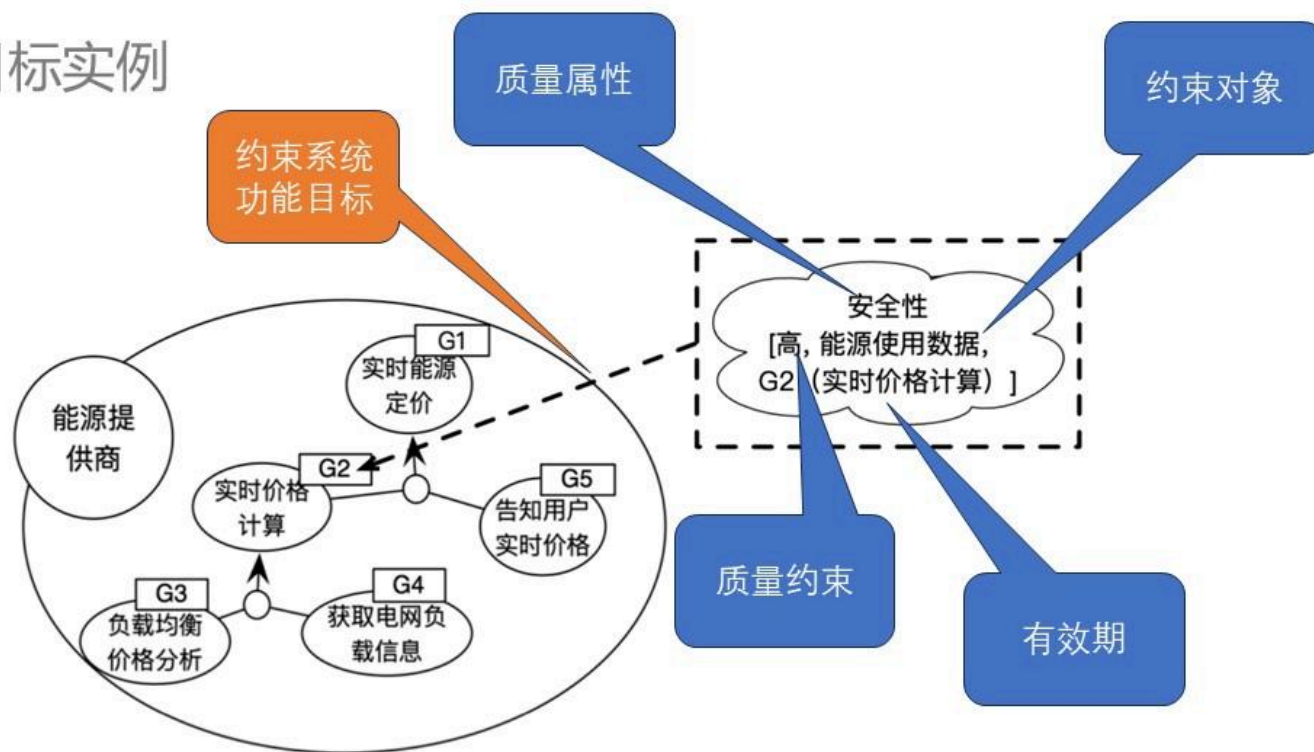 标实例
质量属性
约束对象
约束系统
功能目标
安全性
[高, 能源使用数据,
G2（实时价格计算）]
G1
实时能源
定价
能源提
供商
G2
实时价格
计算
G5
告知用户
实时价格
质量约束
有效期
G3
负载均衡
价格分析
G4
获取电网负
载信息